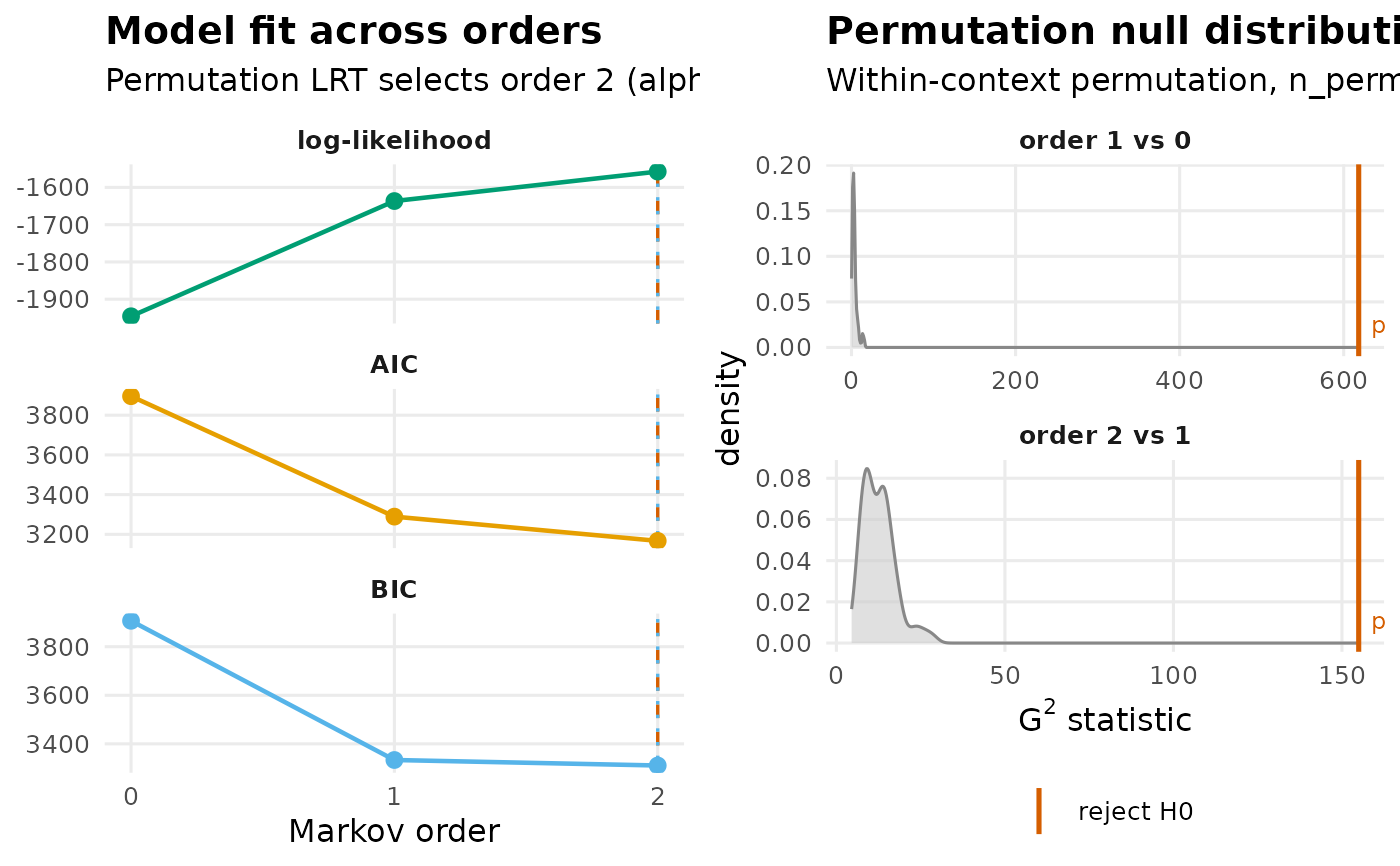 Model fit across orders
Permutation LRT selects order 2 (alph
log-likelihood
-1600
-1700
-1800
-1900
AIC
3800
3600
3400
3200
BIC
3800
3600
3400
0 1 2
Markov order
Permutation null distributi
Within-context permutation, n_perm
order 1 vs 0
0.20
0.15
0.10
0.05
0.00
p
0 200 400 600
density
order 2 vs 1
0.08
0.06
0.04
0.02
0.00
p
0 50 100 150
G² statistic
reject H0